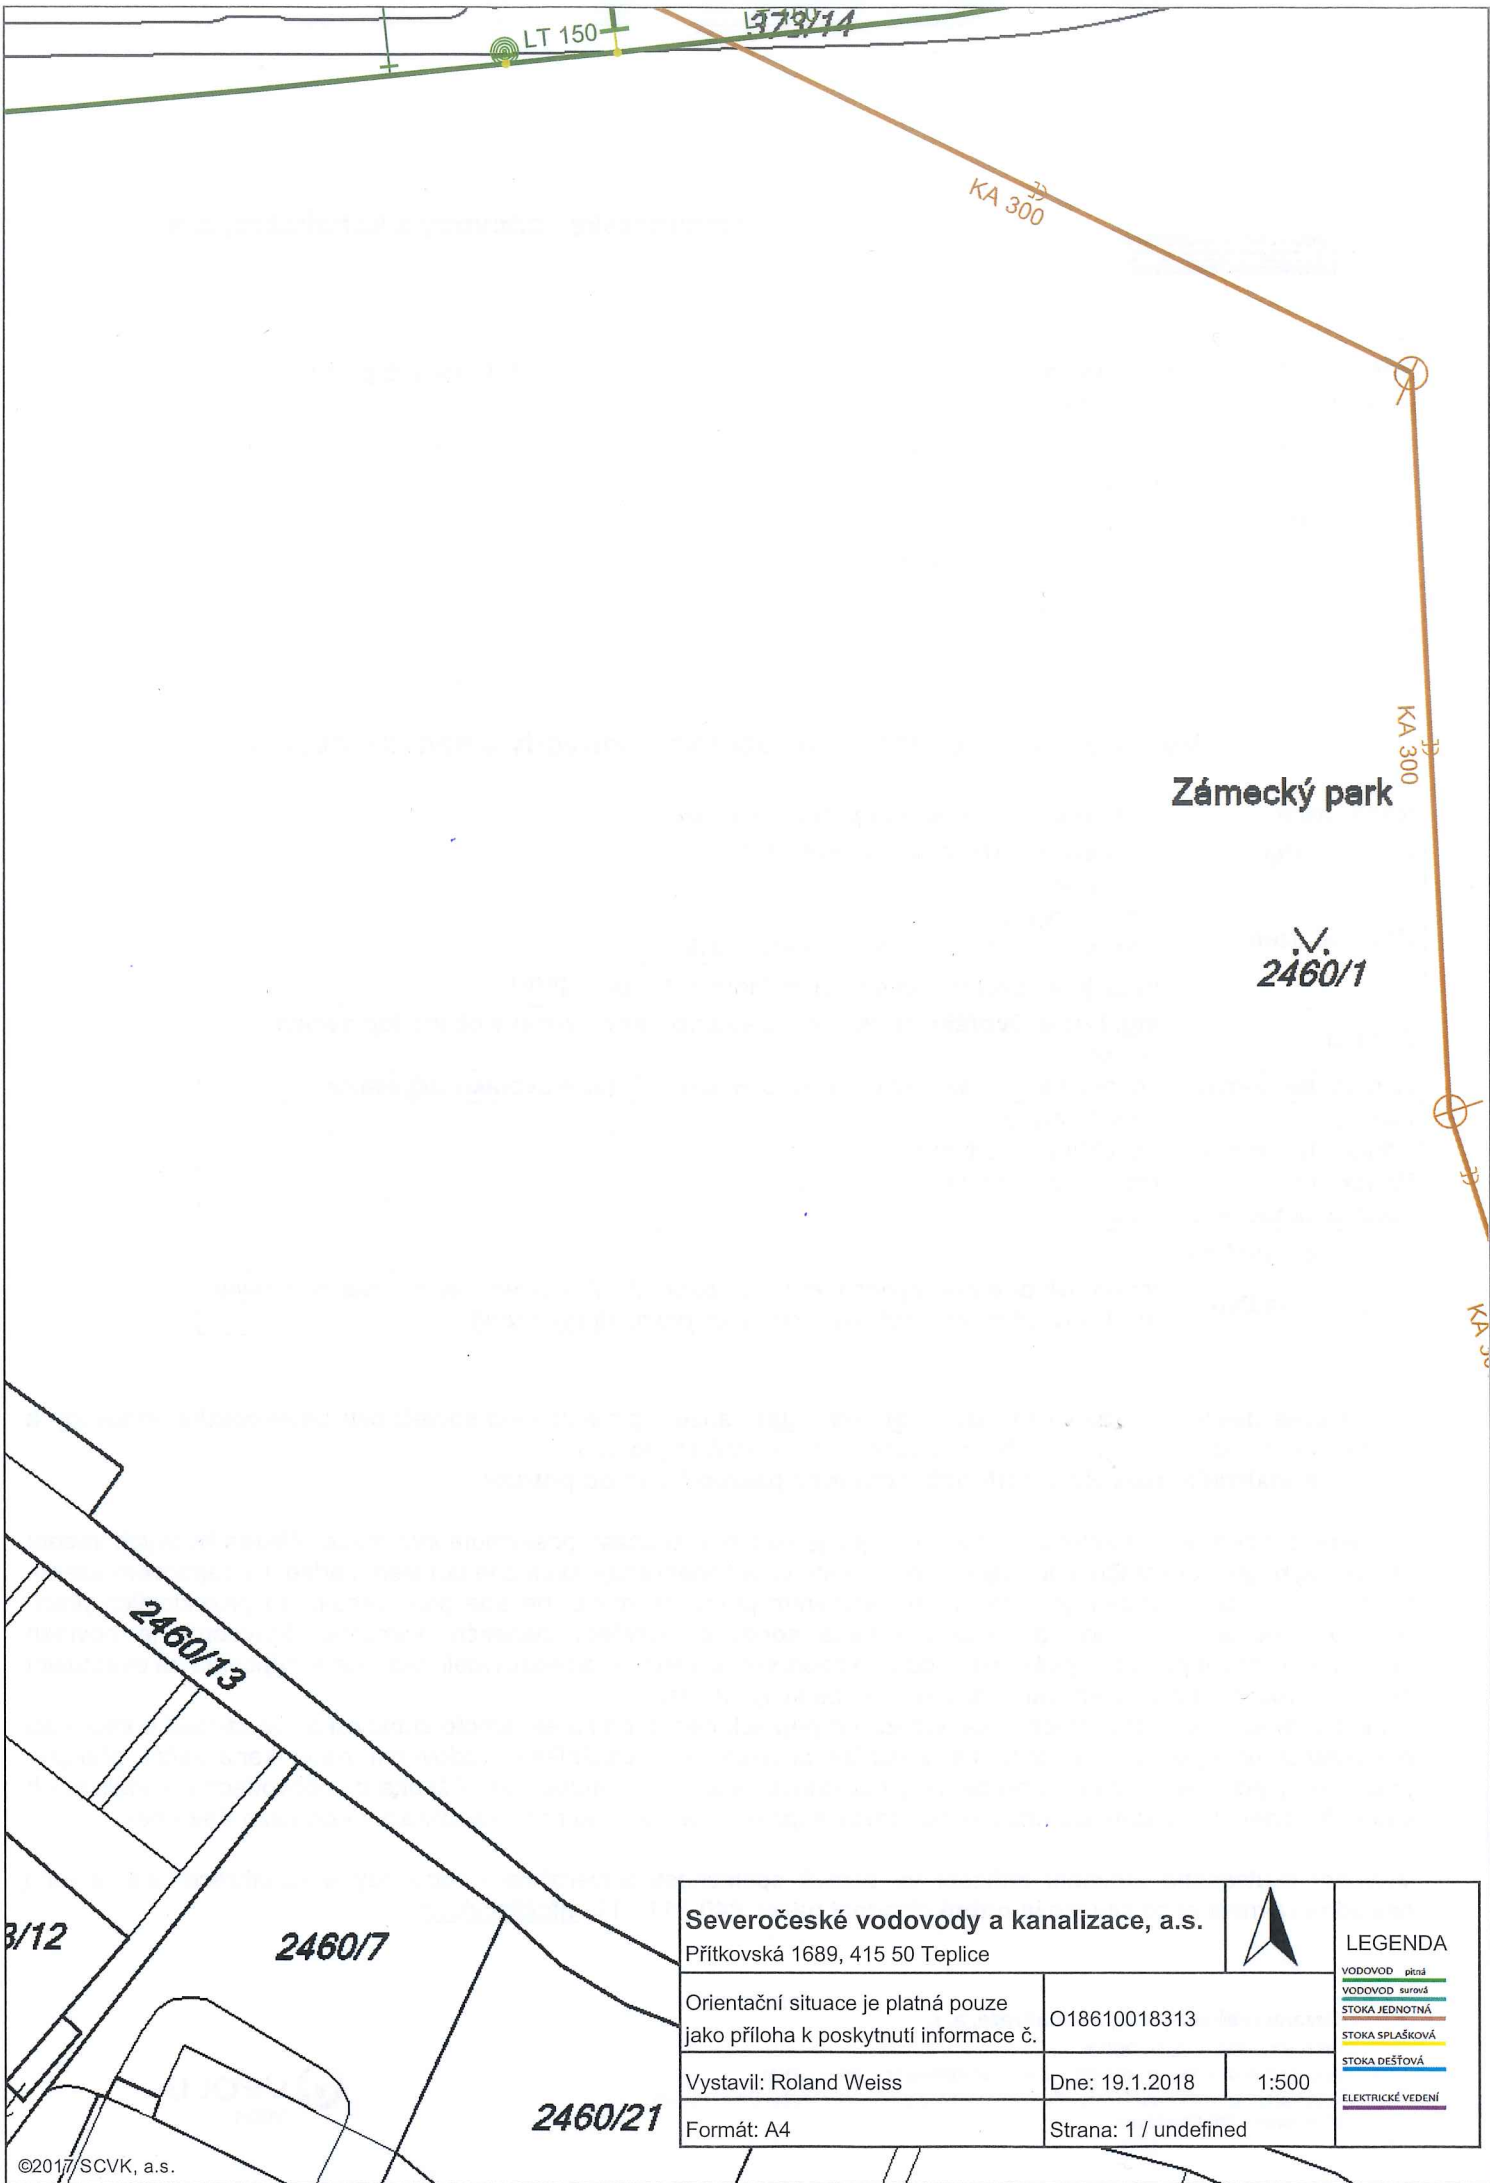 LT 150
373/14
KA 300
KA 300
Zámecký park
2460/1
2460/13
3/12
2460/7
2460/21
Severočeské vodovody a kanalizace, a.s.
Přítkovská 1689, 415 50 Teplice
Orientační situace je platná pouze
jako příloha k poskytnutí informace č.
O18610018313
Vystavil: Roland Weiss
Dne: 19.1.2018
1:500
Formát: A4
Strana: 1 / undefined
LEGENDA
VODOVOD pitná
VODOVOD surová
STOKA JEDNOTNÁ
STOKA SPLAŠKOVÁ
STOKA DEŠŤOVÁ
ELEKTRICKÉ VEDENÍ
©2017 SCVK, a.s.